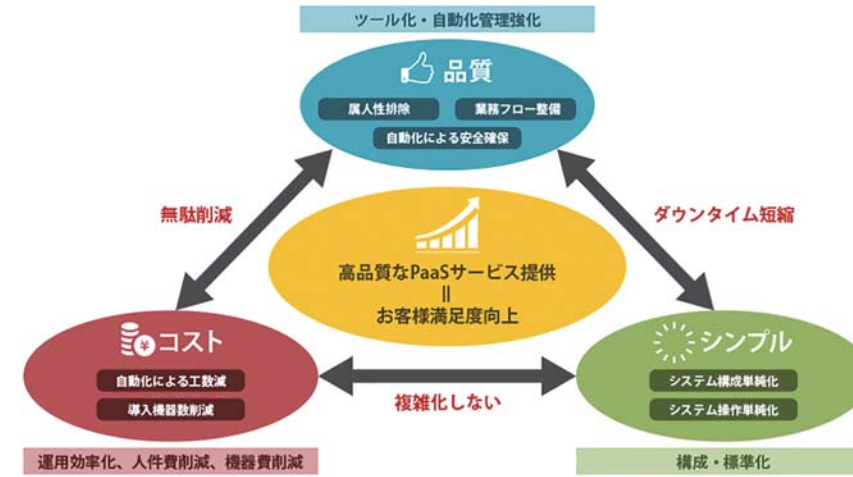 ツール化・自動化管理強化
品質
属人性排除
業務フロー整備
自動化による安全確保
無駄削減
ダウンタイム短縮
高品質なPaaSサービス提供
||
お客様満足度向上
¥
コスト
自動化による工数減
導入機器数削減
複雑化しない
シンプル
システム構成単純化
システム操作単純化
運用効率化、人件費削減、機器費削減
構成・標準化